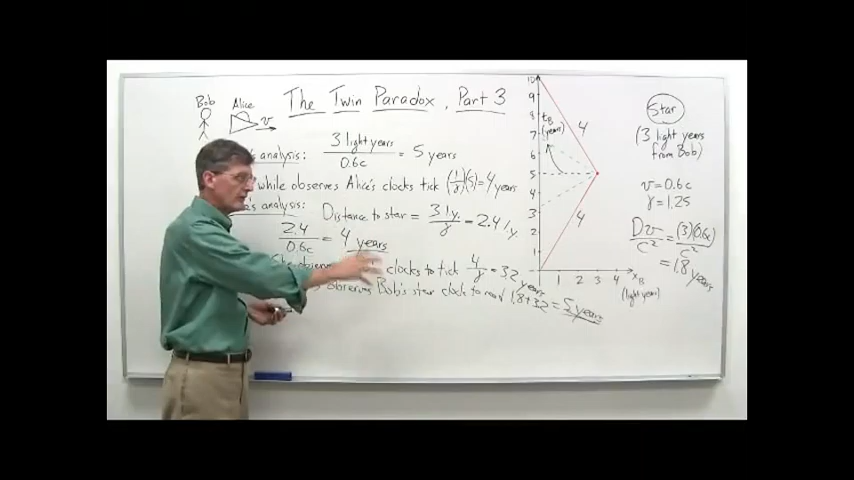 The Twin Paradox, Part 3
Bob
Alice
v
analysis: 3 light years / 0.6c = 5 years
while observes Alice's clocks tick (1/γ)(5) = 4 years
analysis: Distance to star = 3 l.y. / γ = 2.4 l.y.
2.4 / 0.6c = 4 years
She observes clocks to tick 4/γ = 3.2 years
observes Bob's star clock to read 1.8 + 3.2 = 5 years
10
9
8
7
6
5
4
3
2
1
t_B
(years)
4
4
1 2 3 4 x_B
(light years)
Star
(3 light years
from Bob)
v = 0.6c
γ = 1.25
Dv / c² = (3)(0.6c) / c²
= 1.8 years